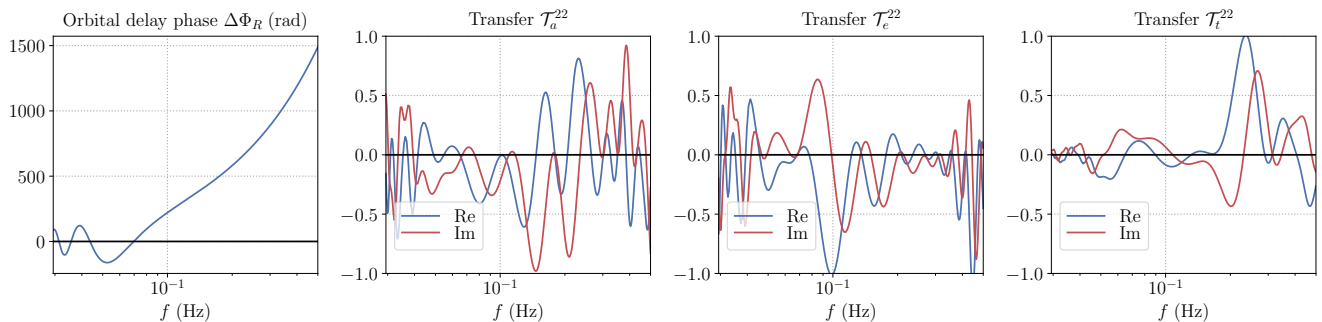 Orbital delay phase ΔΦ_R (rad)
1500
1000
500
0
10⁻¹
f (Hz)
Transfer 𝒯_a^22
1.0
0.5
0.0
−0.5
−1.0
Re
Im
10⁻¹
f (Hz)
Transfer 𝒯_e^22
1.0
0.5
0.0
−0.5
−1.0
Re
Im
10⁻¹
f (Hz)
Transfer 𝒯_t^22
1.0
0.5
0.0
−0.5
−1.0
Re
Im
10⁻¹
f (Hz)